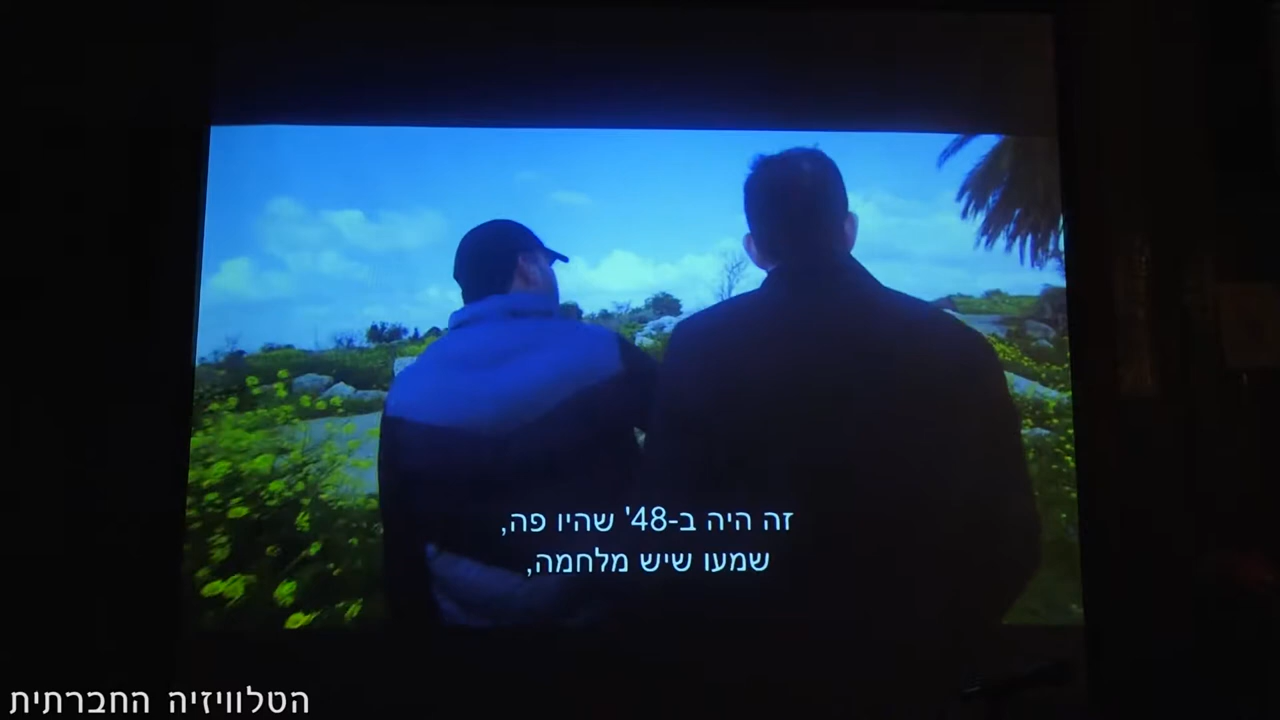 זה היה ב-48' שהיו פה,
שמעו שיש מלחמה,
הטלוויזיה החברתית